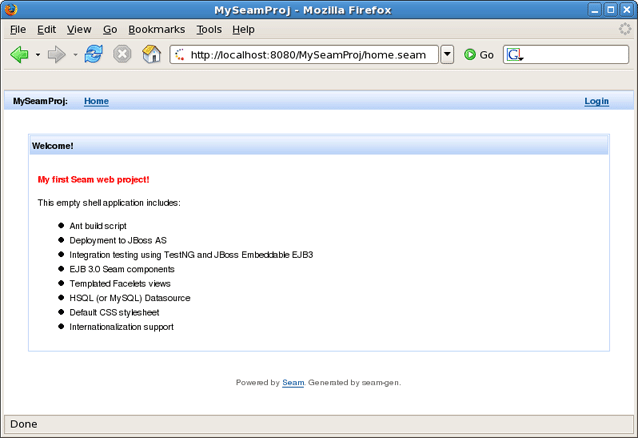 MySeamProj - Mozilla Firefox
File Edit View Go Bookmarks Tools Help
http://localhost:8080/MySeamProj/home.seam Go G
MySeamProj: Home Login
Welcome!
My first Seam web project!
This empty shell application includes:
Ant build script
Deployment to JBoss AS
Integration testing using TestNG and JBoss Embeddable EJB3
EJB 3.0 Seam components
Templated Facelets views
HSQL (or MySQL) Datasource
Default CSS stylesheet
Internationalization support
Powered by Seam. Generated by seam-gen.
Done